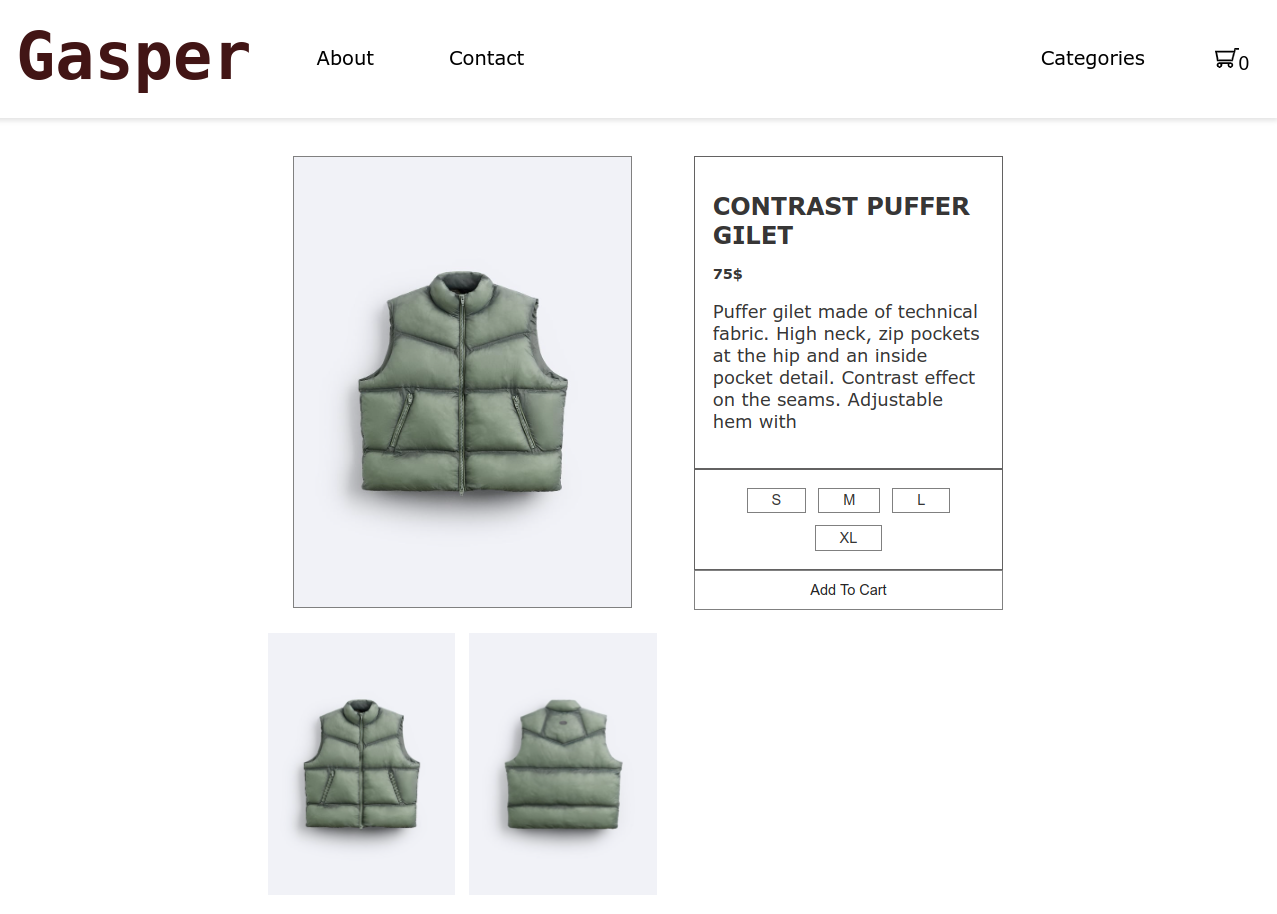 Gasper
About
Contact
Categories
0
CONTRAST PUFFER
GILET
75$
Puffer gilet made of technical
fabric. High neck, zip pockets
at the hip and an inside
pocket detail. Contrast effect
on the seams. Adjustable
hem with
S M L
XL
Add To Cart